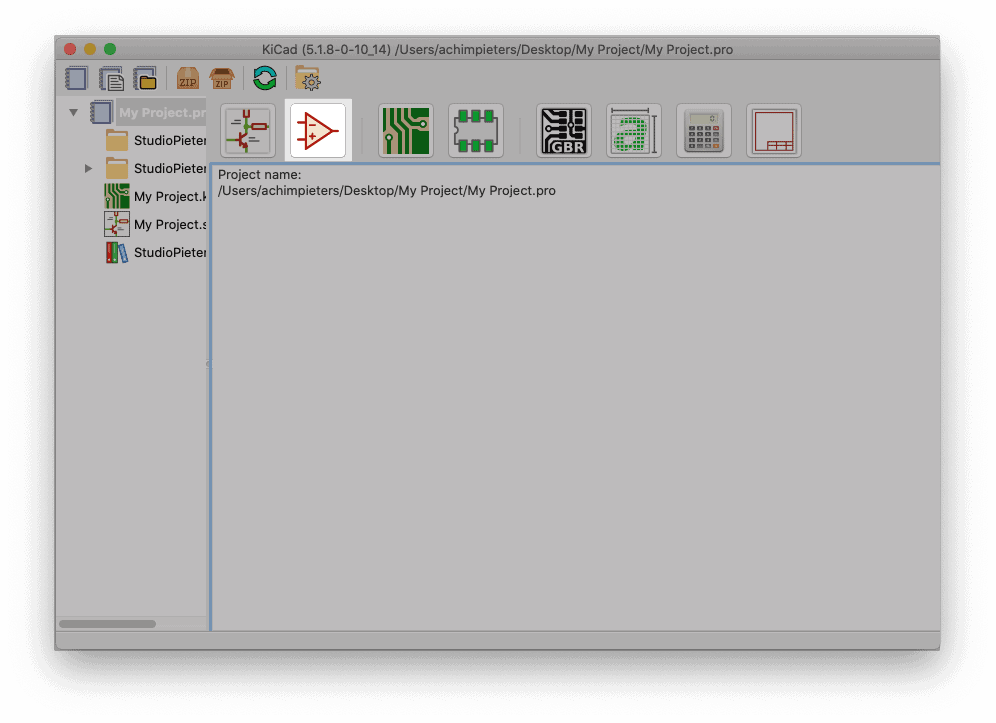 KiCad (5.1.8-0-10_14) /Users/achimpieters/Desktop/My Project/My Project.pro
ZIP
ZIP
My Project.pr
StudioPieter
StudioPieter
My Project.k
My Project.s
StudioPieter
GBR
a
0
Project name:
/Users/achimpieters/Desktop/My Project/My Project.pro